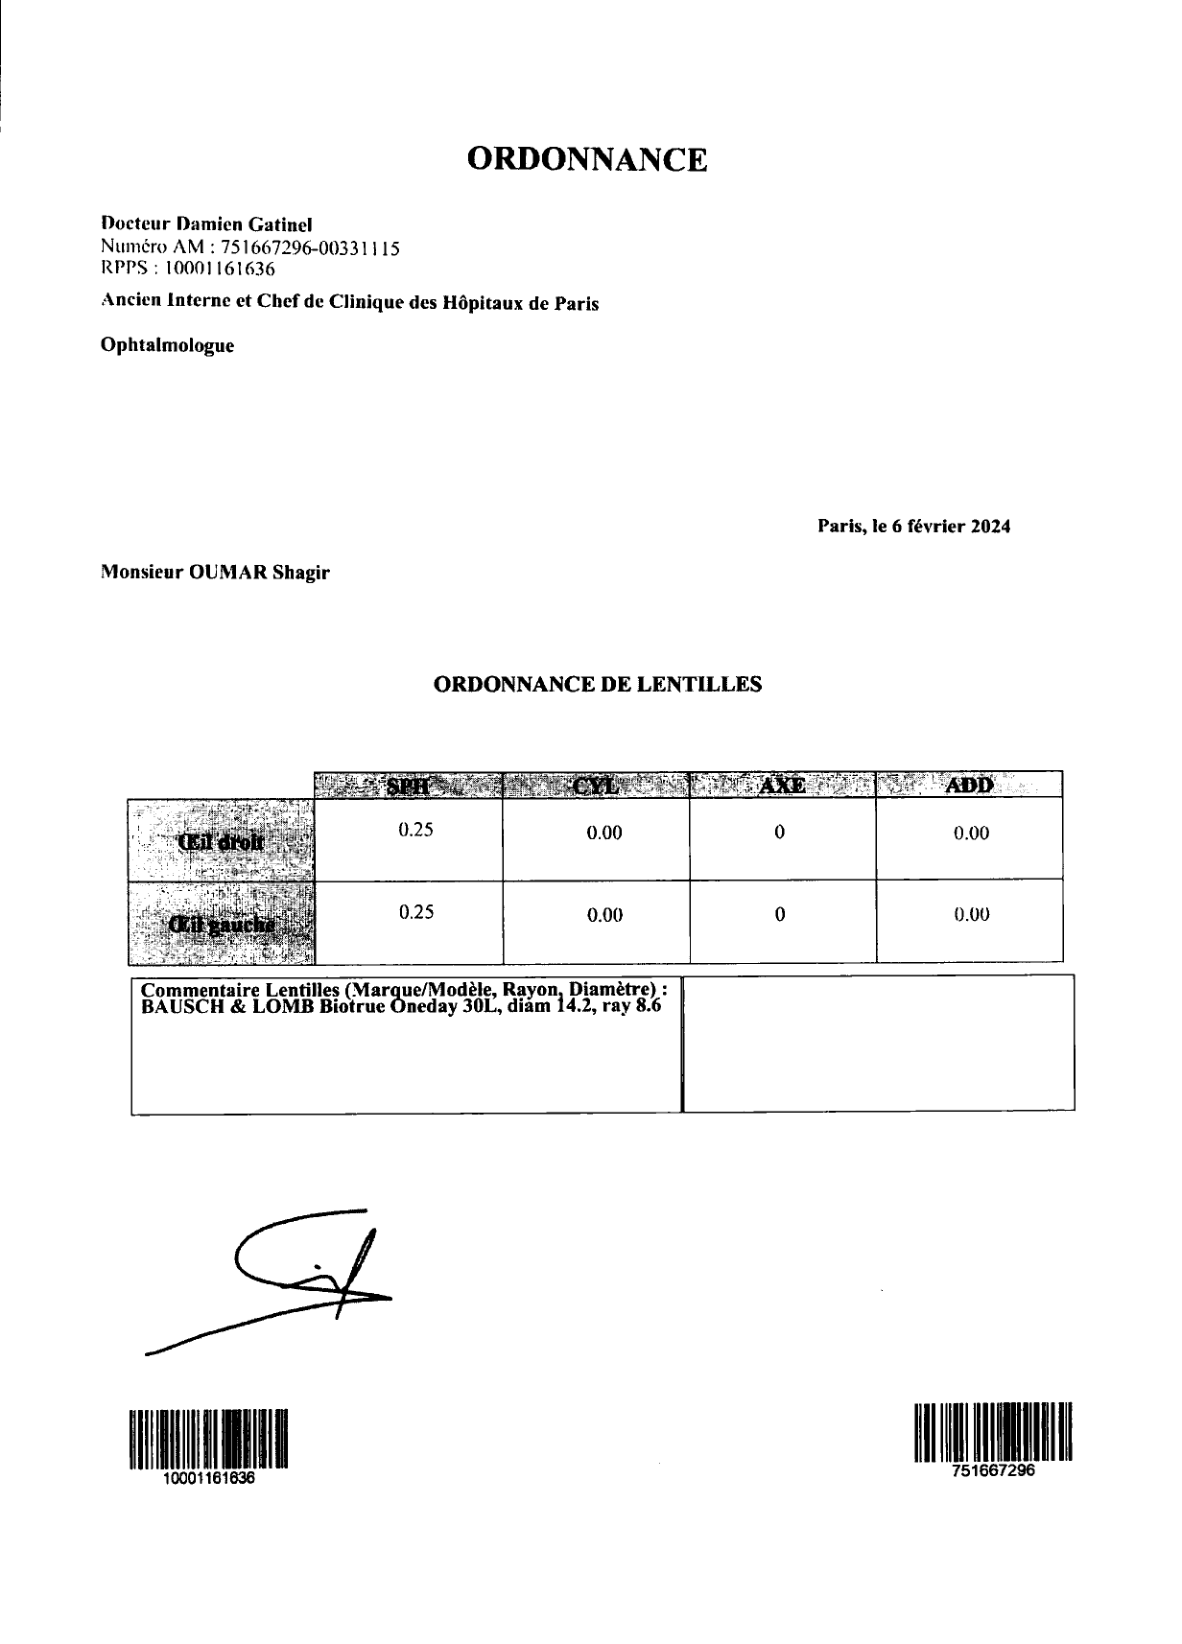 ORDONNANCE
Docteur Damien Gatinel
Numéro AM : 751667296-00331115
RPPS : 10001161636
Ancien Interne et Chef de Clinique des Hôpitaux de Paris
Ophtalmologue
Paris, le 6 février 2024
Monsieur OUMAR Shagir
ORDONNANCE DE LENTILLES
SPH CYL AXE ADD
Œil droit 0.25 0.00 0 0.00
Œil gauche 0.25 0.00 0 0.00
Commentaire Lentilles (Marque/Modèle, Rayon, Diamètre) :
BAUSCH & LOMB Biotrue Oneday 30L, diam 14.2, ray 8.6
10001161636
751667296